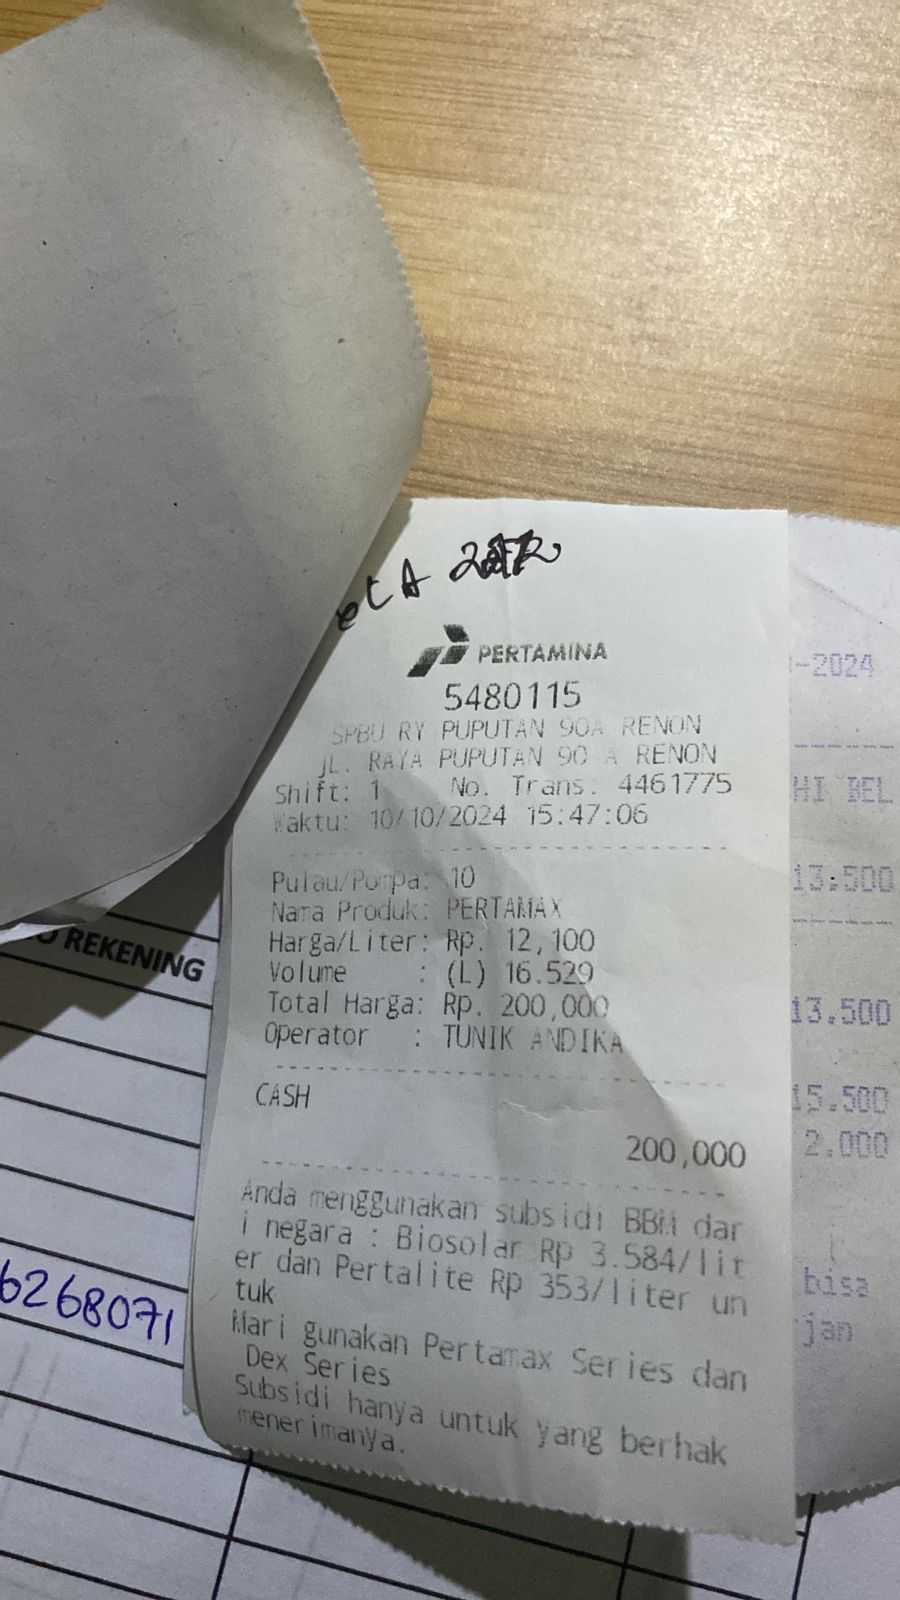 PERTAMINA
5480115
SPBU RY PUPUTAN 90A RENON
JL. RAYA PUPUTAN 90 A RENON
Shift: 1 No. Trans: 4461775
Waktu: 10/10/2024 15:47:06
Pulau/Pompa: 10
Nama Produk: PERTAMAX
Harga/Liter: Rp. 12,100
Volume : (L) 16.529
Total Harga: Rp. 200,000
Operator : TUNIK ANDIKA
CASH
200,000
Anda menggunakan subsidi BBM dar
i negara : Biosolar Rp 3.584/lit
er dan Pertalite Rp 353/liter un
tuk
Mari gunakan Pertamax Series dan
Dex Series
Subsidi hanya untuk yang berhak
menerimanya.
REKENING
6268071
-2024
HI BEL
13.500
13.500
15.500
2.000
bisa
jan